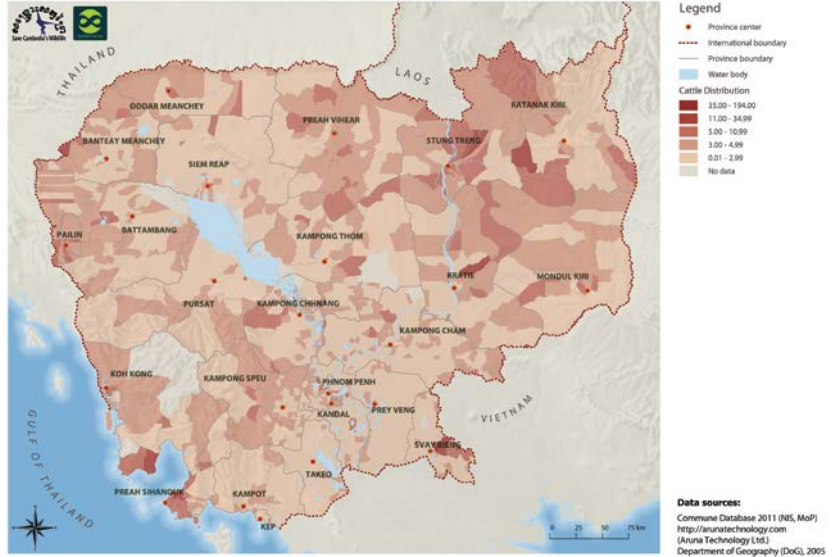 Save Cambodia's Wildlife
THAILAND
LAOS
ODDAR MEANCHEY
RATANAK KIRI
PREAH VIHEAR
STUNG TRENG
BANTEAY MEANCHEY
SIEM REAP
BATTAMBANG
PAILIN
KAMPONG THOM
KRATIE
MONDUL KIRI
PURSAT
KAMPONG CHHNANG
KAMPONG CHAM
KOH KONG
KAMPONG SPEU
PHNOM PENH
KANDAL
PREY VENG
VIETNAM
GULF OF THAILAND
SVAY RIENG
TAKEO
PREAH SIHANOUK
KAMPOT
KEP
0 25 50 75 km
Legend
Province center
International boundary
Province boundary
Water body
Cattle Distribution
35.00 - 194.00
11.00 - 34.99
5.00 - 10.99
3.00 - 4.99
0.01 - 2.99
No data
Data sources:
Commune Database 2011 (NIS, MoP)
http://arunatechnology.com
(Aruna Technology Ltd.)
Department of Geography (DoG), 2005